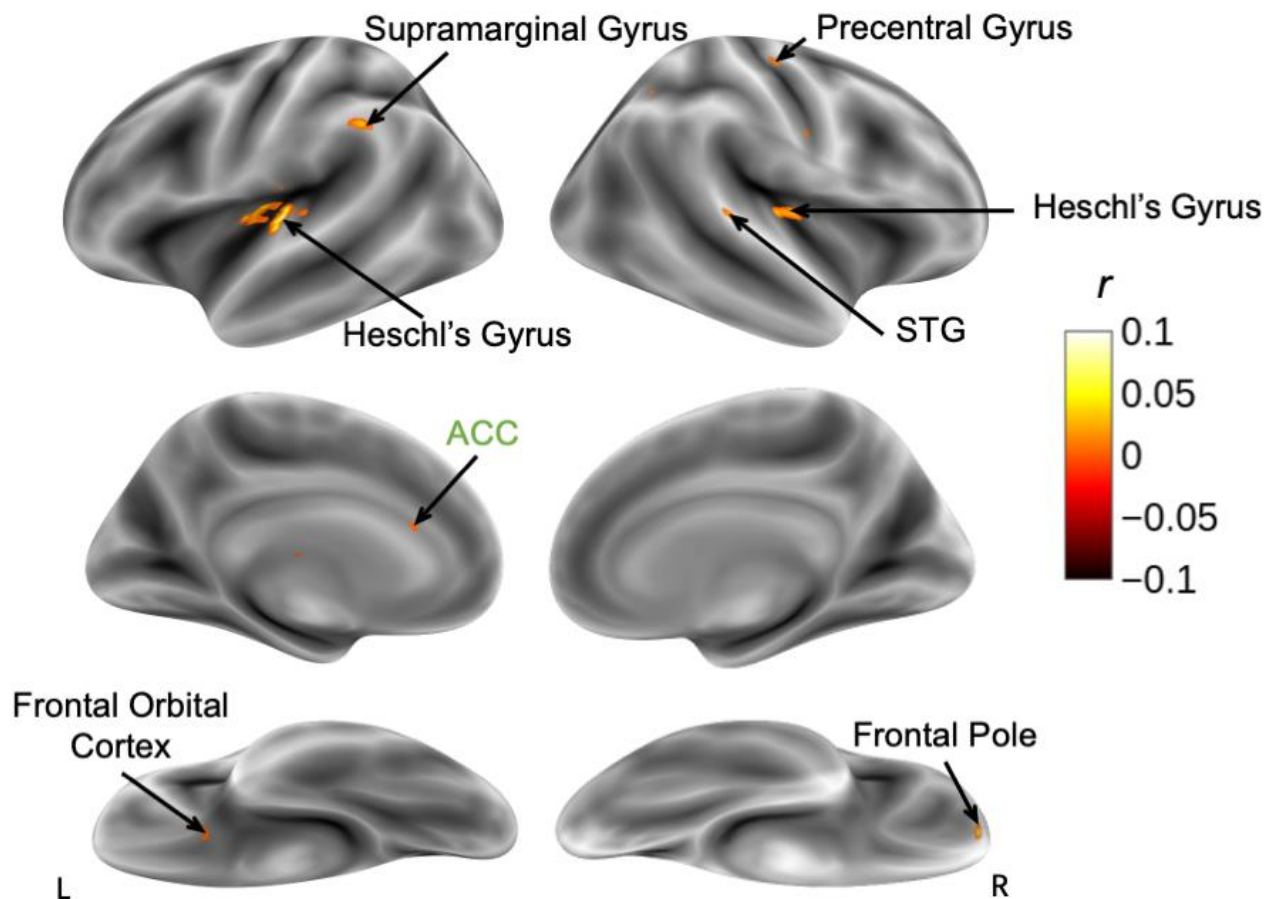 Supramarginal Gyrus
Precentral Gyrus
Heschl's Gyrus
Heschl's Gyrus
STG
r
0.1
0.05
0
−0.05
−0.1
ACC
Frontal Orbital
Cortex
Frontal Pole
L
R